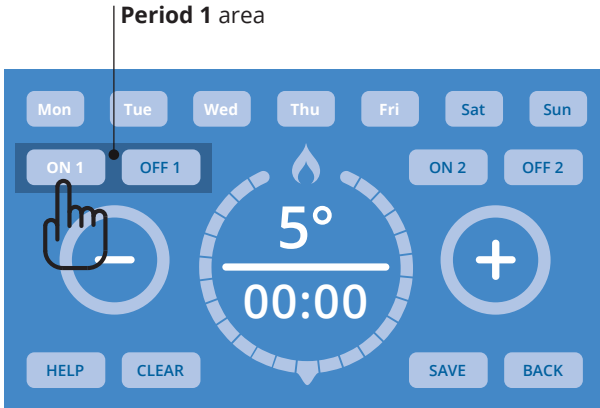 Period 1 area
Mon Tue Wed Thu Fri Sat Sun
ON 1 OFF 1 ON 2 OFF 2
5°
− +
00:00
HELP CLEAR SAVE BACK